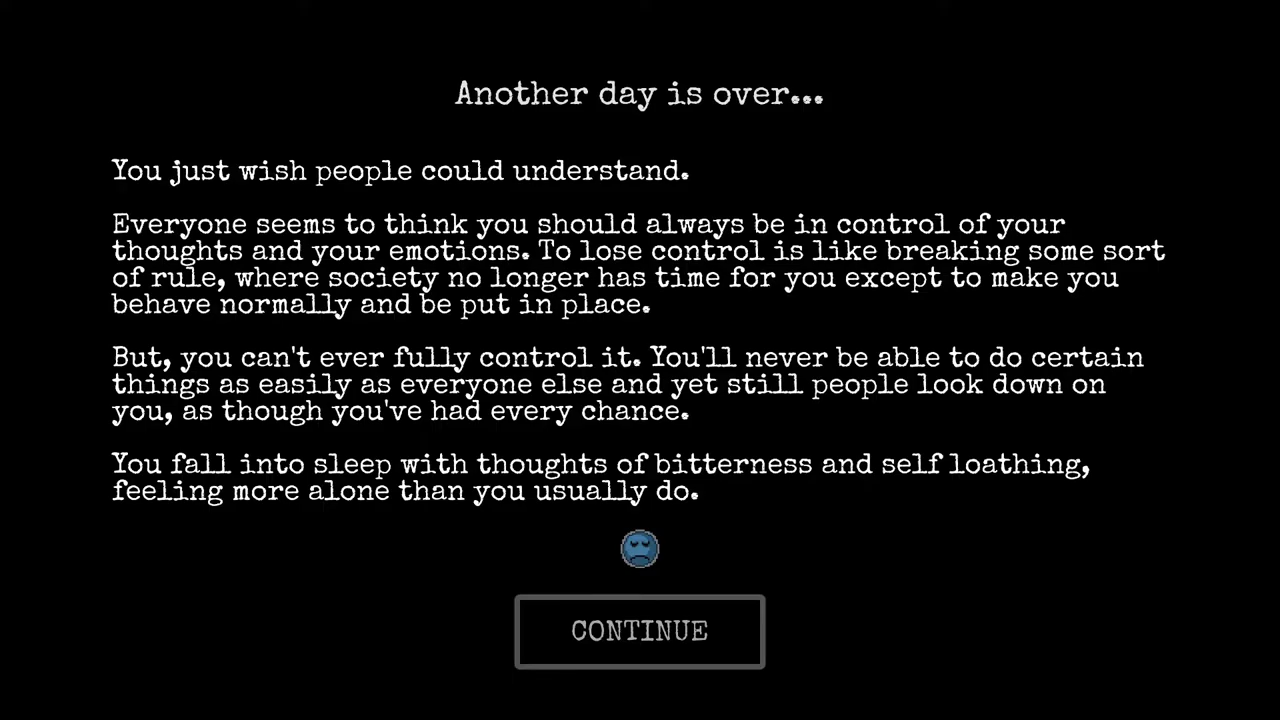 Another day is over...
You just wish people could understand.
Everyone seems to think you should always be in control of your
thoughts and your emotions. To lose control is like breaking some sort
of rule, where society no longer has time for you except to make you
behave normally and be put in place.
But, you can't ever fully control it. You'll never be able to do certain
things as easily as everyone else and yet still people look down on
you, as though you've had every chance.
You fall into sleep with thoughts of bitterness and self loathing,
feeling more alone than you usually do.
CONTINUE